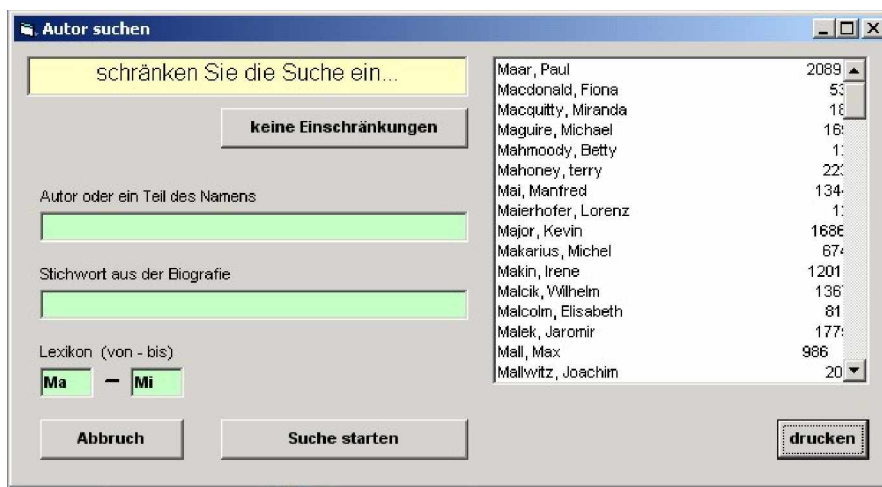 Autor suchen
schränken Sie die Suche ein...
keine Einschränkungen
Autor oder ein Teil des Namens
Stichwort aus der Biografie
Lexikon (von - bis)
Ma – Mi
Abbruch
Suche starten
Maar, Paul 2089
Macdonald, Fiona
Macquitty, Miranda
Maguire, Michael
Mahmoody, Betty
Mahoney, terry
Mai, Manfred
Maierhofer, Lorenz
Major, Kevin 1686
Makarius, Michel
Makin, Irene 1201
Malcik, Wilhelm
Malcolm, Elisabeth 81
Malek, Jaromir
Mall, Max 986
Mallwitz, Joachim 20
drucken